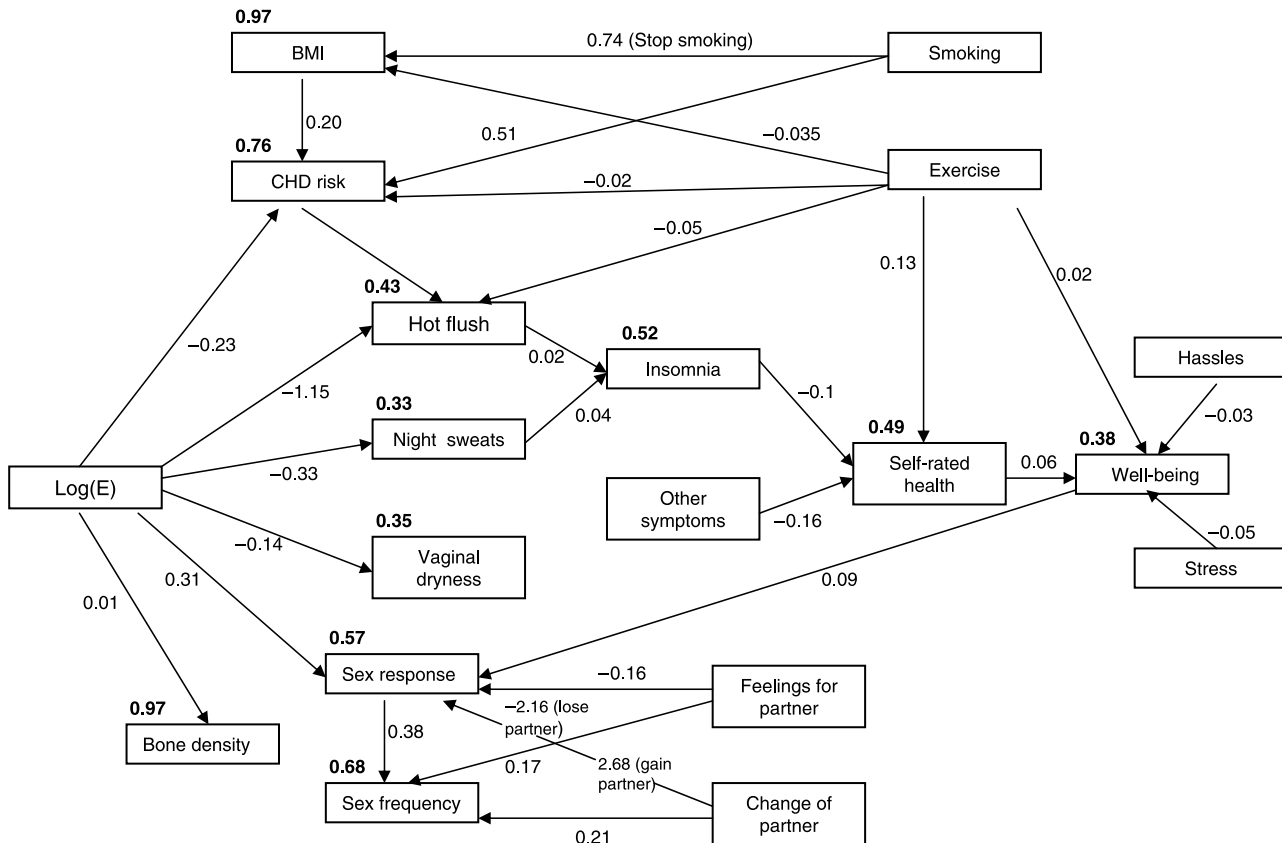 0.97
BMI
0.74 (Stop smoking)
Smoking
0.20
0.51
−0.035
0.76
CHD risk
−0.02
Exercise
−0.05
0.13
0.02
0.43
Hot flush
−0.23
0.02
0.52
Insomnia
Hassles
−1.15
−0.1
−0.03
0.33
Night sweats
0.04
−0.33
0.49
Self-rated
health
0.06
0.38
Well-being
Log(E)
Other
symptoms
−0.16
0.35
Vaginal
dryness
−0.14
−0.05
Stress
0.31
0.01
0.09
0.57
Sex response
−0.16
Feelings for
partner
−2.16 (lose
partner)
0.97
Bone density
0.38
0.17
2.68 (gain
partner)
0.68
Sex frequency
Change of
partner
0.21